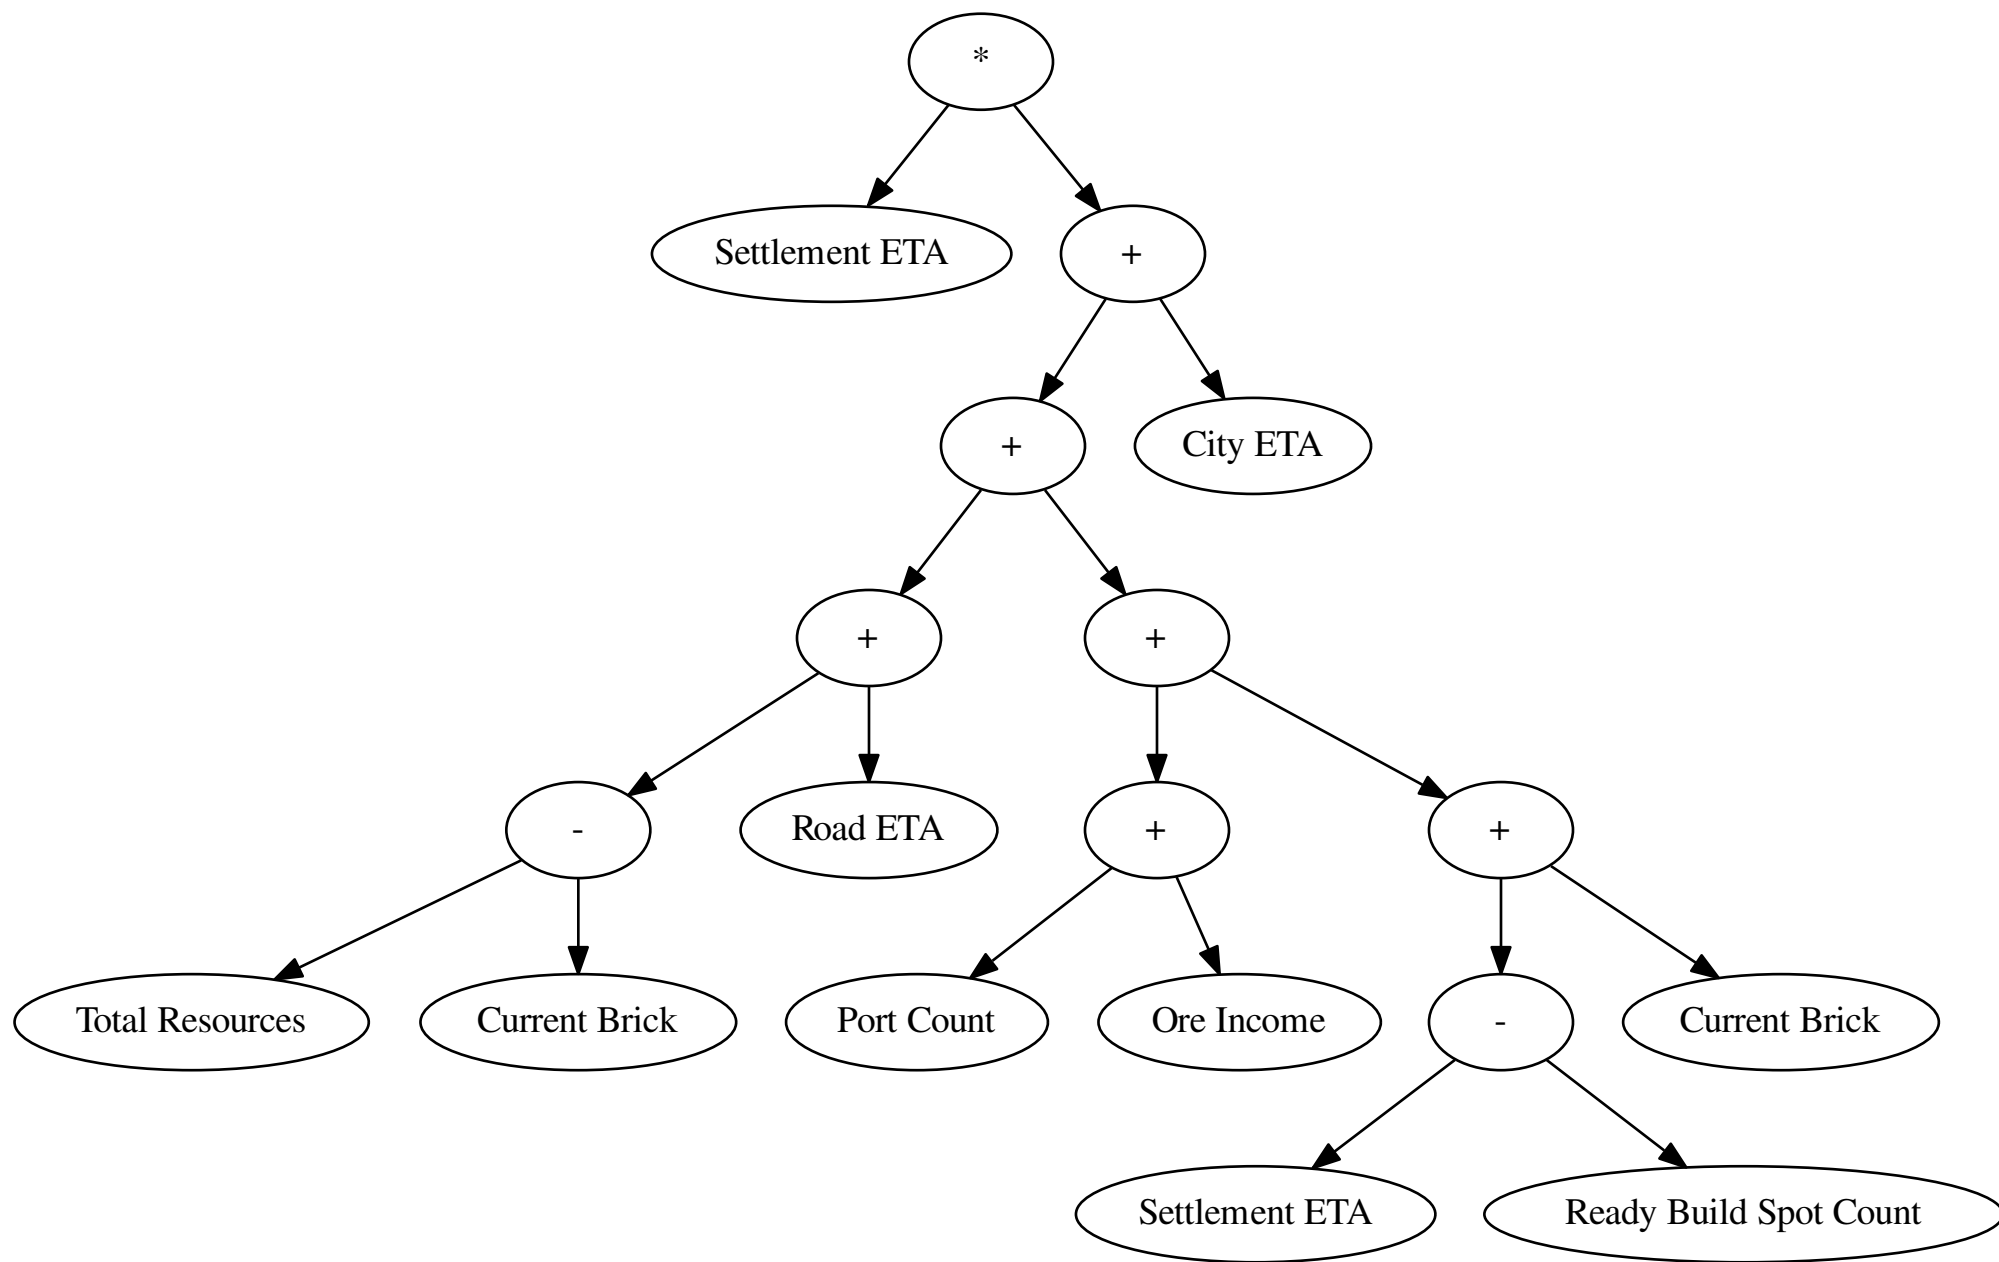 *
Settlement ETA
+
+
City ETA
+
+
-
Road ETA
+
+
Total Resources
Current Brick
Port Count
Ore Income
-
Current Brick
Settlement ETA
Ready Build Spot Count